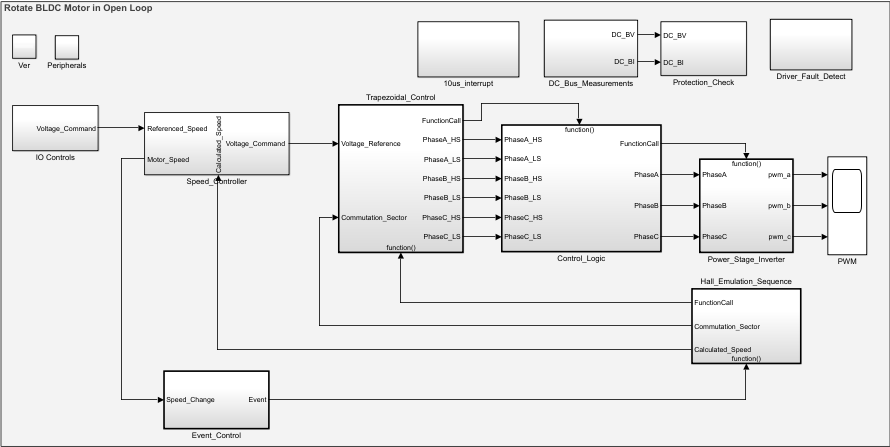 Rotate BLDC Motor in Open Loop
Ver
Peripherals
10us_interrupt
DC_BV
DC_BI
DC_Bus_Measurements
DC_BV
DC_BI
Protection_Check
Driver_Fault_Detect
Voltage_Command
IO Controls
Referenced_Speed
Motor_Speed
Calculated_Speed
Voltage_Command
Speed_Controller
Trapezoidal_Control
Voltage_Reference
Commutation_Sector
FunctionCall
PhaseA_HS
PhaseA_LS
PhaseB_HS
PhaseB_LS
PhaseC_HS
PhaseC_LS
function()
function()
PhaseA_HS
PhaseA_LS
PhaseB_HS
PhaseB_LS
PhaseC_HS
PhaseC_LS
FunctionCall
PhaseA
PhaseB
PhaseC
Control_Logic
function()
PhaseA
PhaseB
PhaseC
pwm_a
pwm_b
pwm_c
Power_Stage_Inverter
PWM
Hall_Emulation_Sequence
FunctionCall
Commutation_Sector
Calculated_Speed
function()
Speed_Change
Event
Event_Control